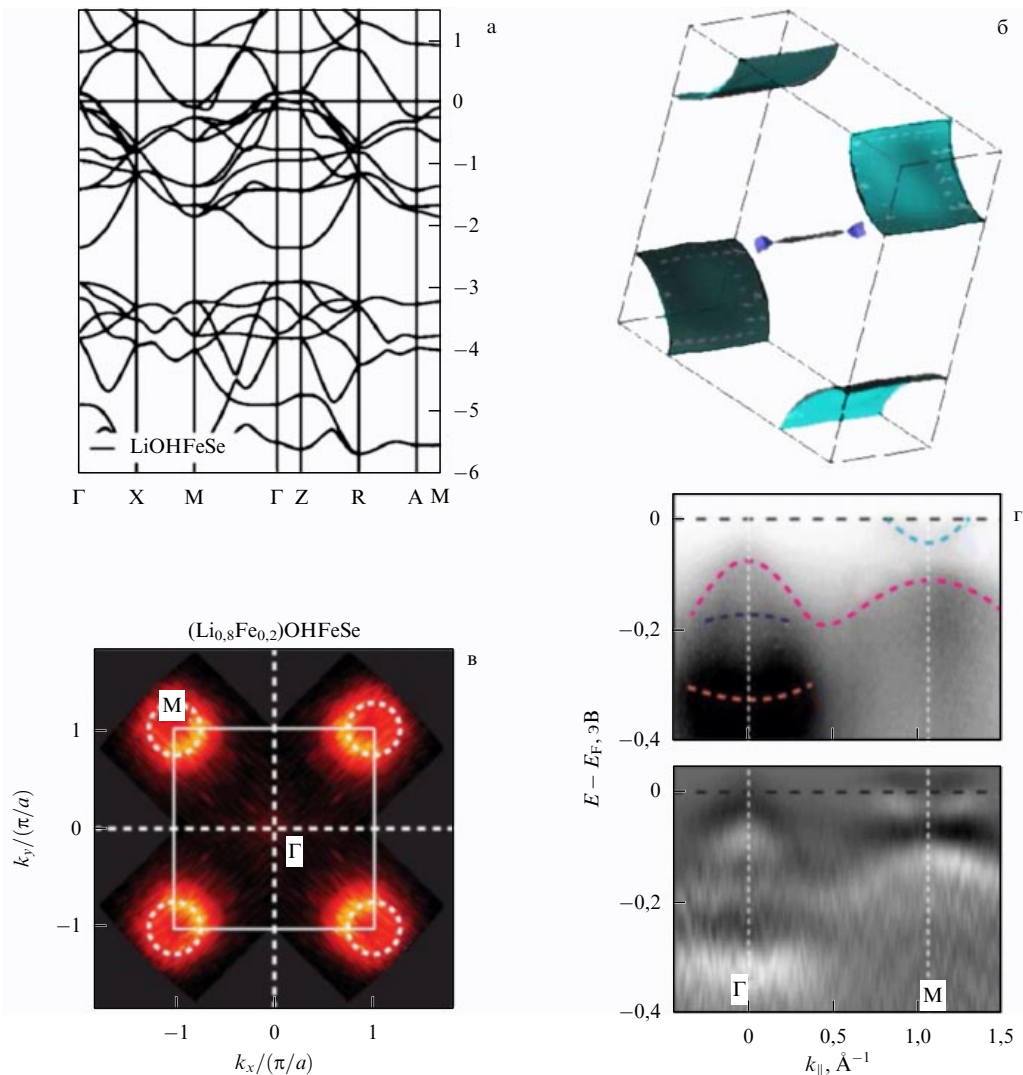 а
1
0
−1
−2
−3
−4
−5
−6
LiOHFeSe
Γ X M Γ Z R A M
б
(Li0,8Fe0,2)OHFeSe
в
M
Γ
1
0
−1
ky/(π/a)
−1 0 1
kx/(π/a)
г
0
−0,2
−0,4
E − EF, эВ
0
−0,2
−0,4
Γ
M
0 0,5 1,0 1,5
k||, Å−1